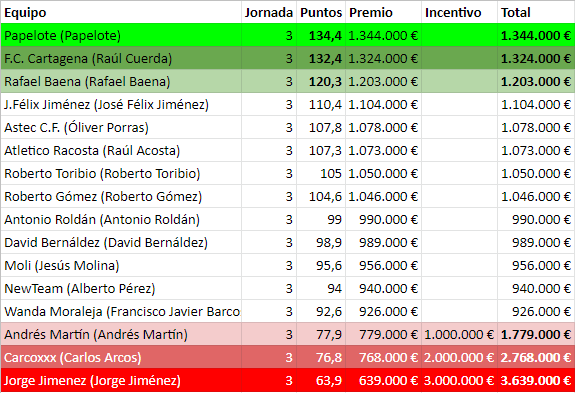 Equipo Jornada Puntos Premio Incentivo Total
Papelote (Papelote) 3 134,4 1.344.000 € 1.344.000 €
F.C. Cartagena (Raúl Cuerda) 3 132,4 1.324.000 € 1.324.000 €
Rafael Baena (Rafael Baena) 3 120,3 1.203.000 € 1.203.000 €
J.Félix Jiménez (José Félix Jiménez) 3 110,4 1.104.000 € 1.104.000 €
Astec C.F. (Óliver Porras) 3 107,8 1.078.000 € 1.078.000 €
Atletico Racosta (Raúl Acosta) 3 107,3 1.073.000 € 1.073.000 €
Roberto Toribio (Roberto Toribio) 3 105 1.050.000 € 1.050.000 €
Roberto Gómez (Roberto Gómez) 3 104,6 1.046.000 € 1.046.000 €
Antonio Roldán (Antonio Roldán) 3 99 990.000 € 990.000 €
David Bernáldez (David Bernáldez) 3 98,9 989.000 € 989.000 €
Moli (Jesús Molina) 3 95,6 956.000 € 956.000 €
NewTeam (Alberto Pérez) 3 94 940.000 € 940.000 €
Wanda Moraleja (Francisco Javier Barco 3 92,6 926.000 € 926.000 €
Andrés Martín (Andrés Martín) 3 77,9 779.000 € 1.000.000 € 1.779.000 €
Carcoxxx (Carlos Arcos) 3 76,8 768.000 € 2.000.000 € 2.768.000 €
Jorge Jimenez (Jorge Jiménez) 3 63,9 639.000 € 3.000.000 € 3.639.000 €